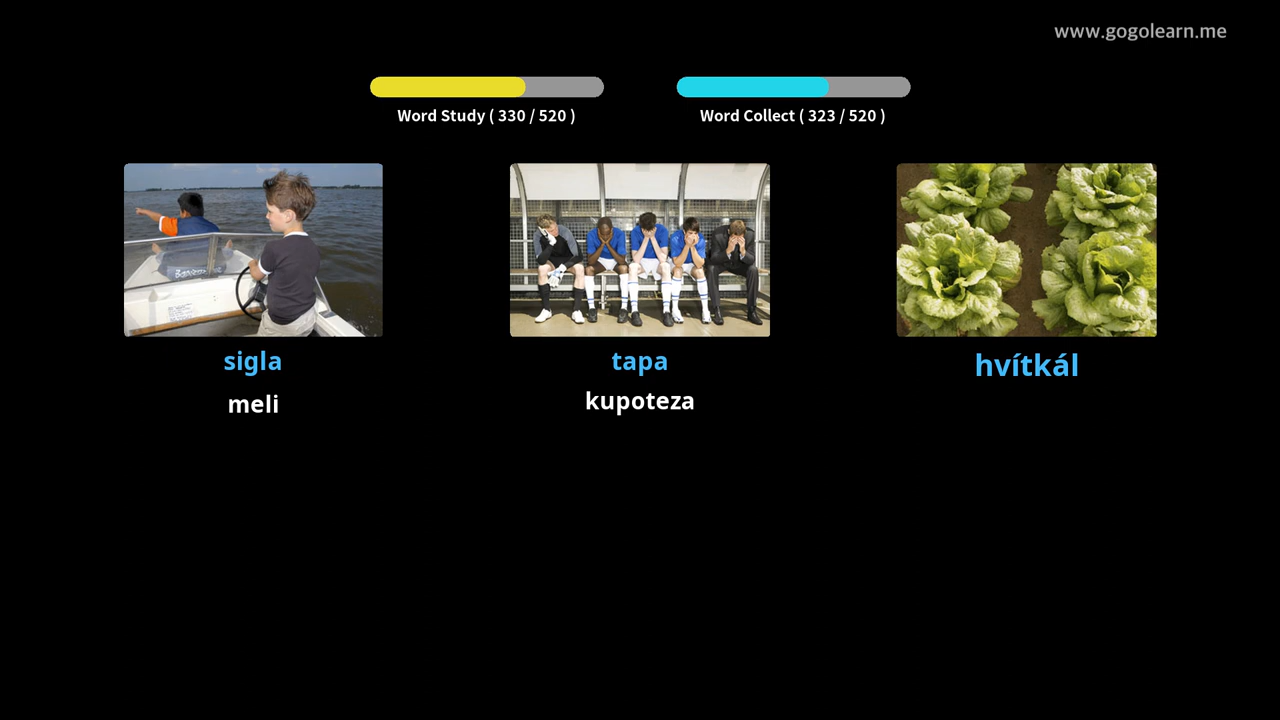 www.gogolearn.me
Word Study ( 330 / 520 )
Word Collect ( 323 / 520 )
sigla
tapa
hvítkál
meli
kupoteza